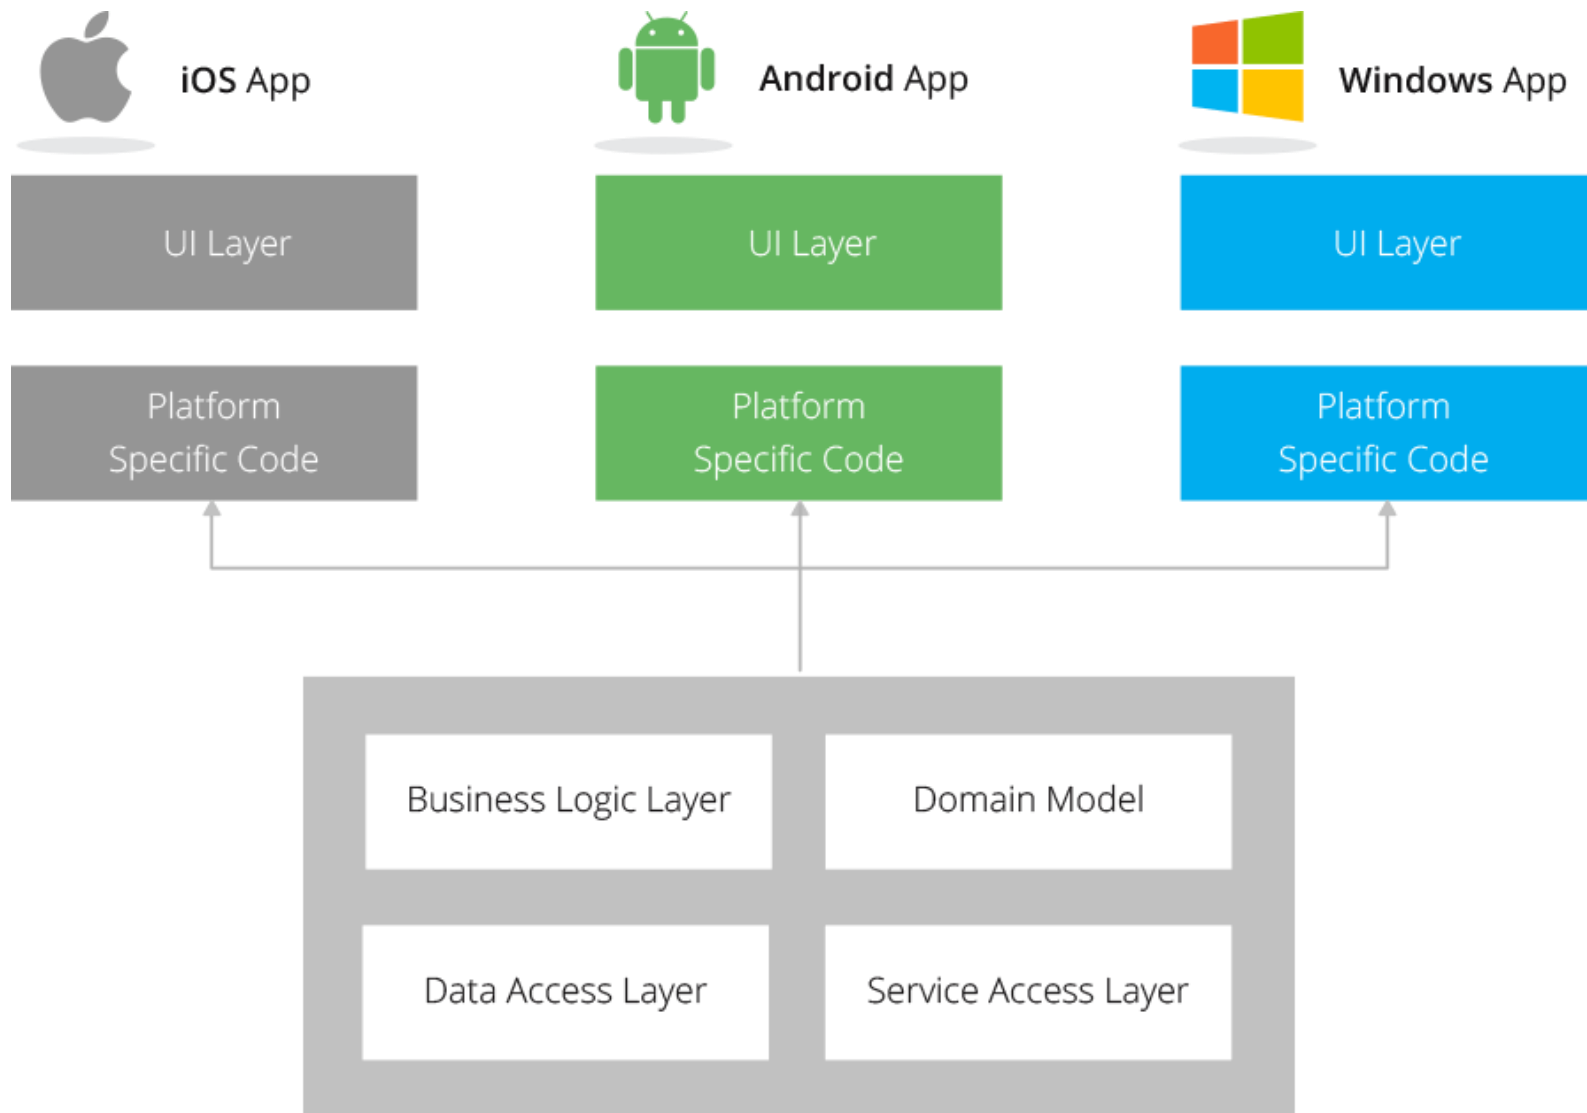 iOS App
Android App
Windows App
UI Layer
UI Layer
UI Layer
Platform
Specific Code
Platform
Specific Code
Platform
Specific Code
Business Logic Layer
Domain Model
Data Access Layer
Service Access Layer